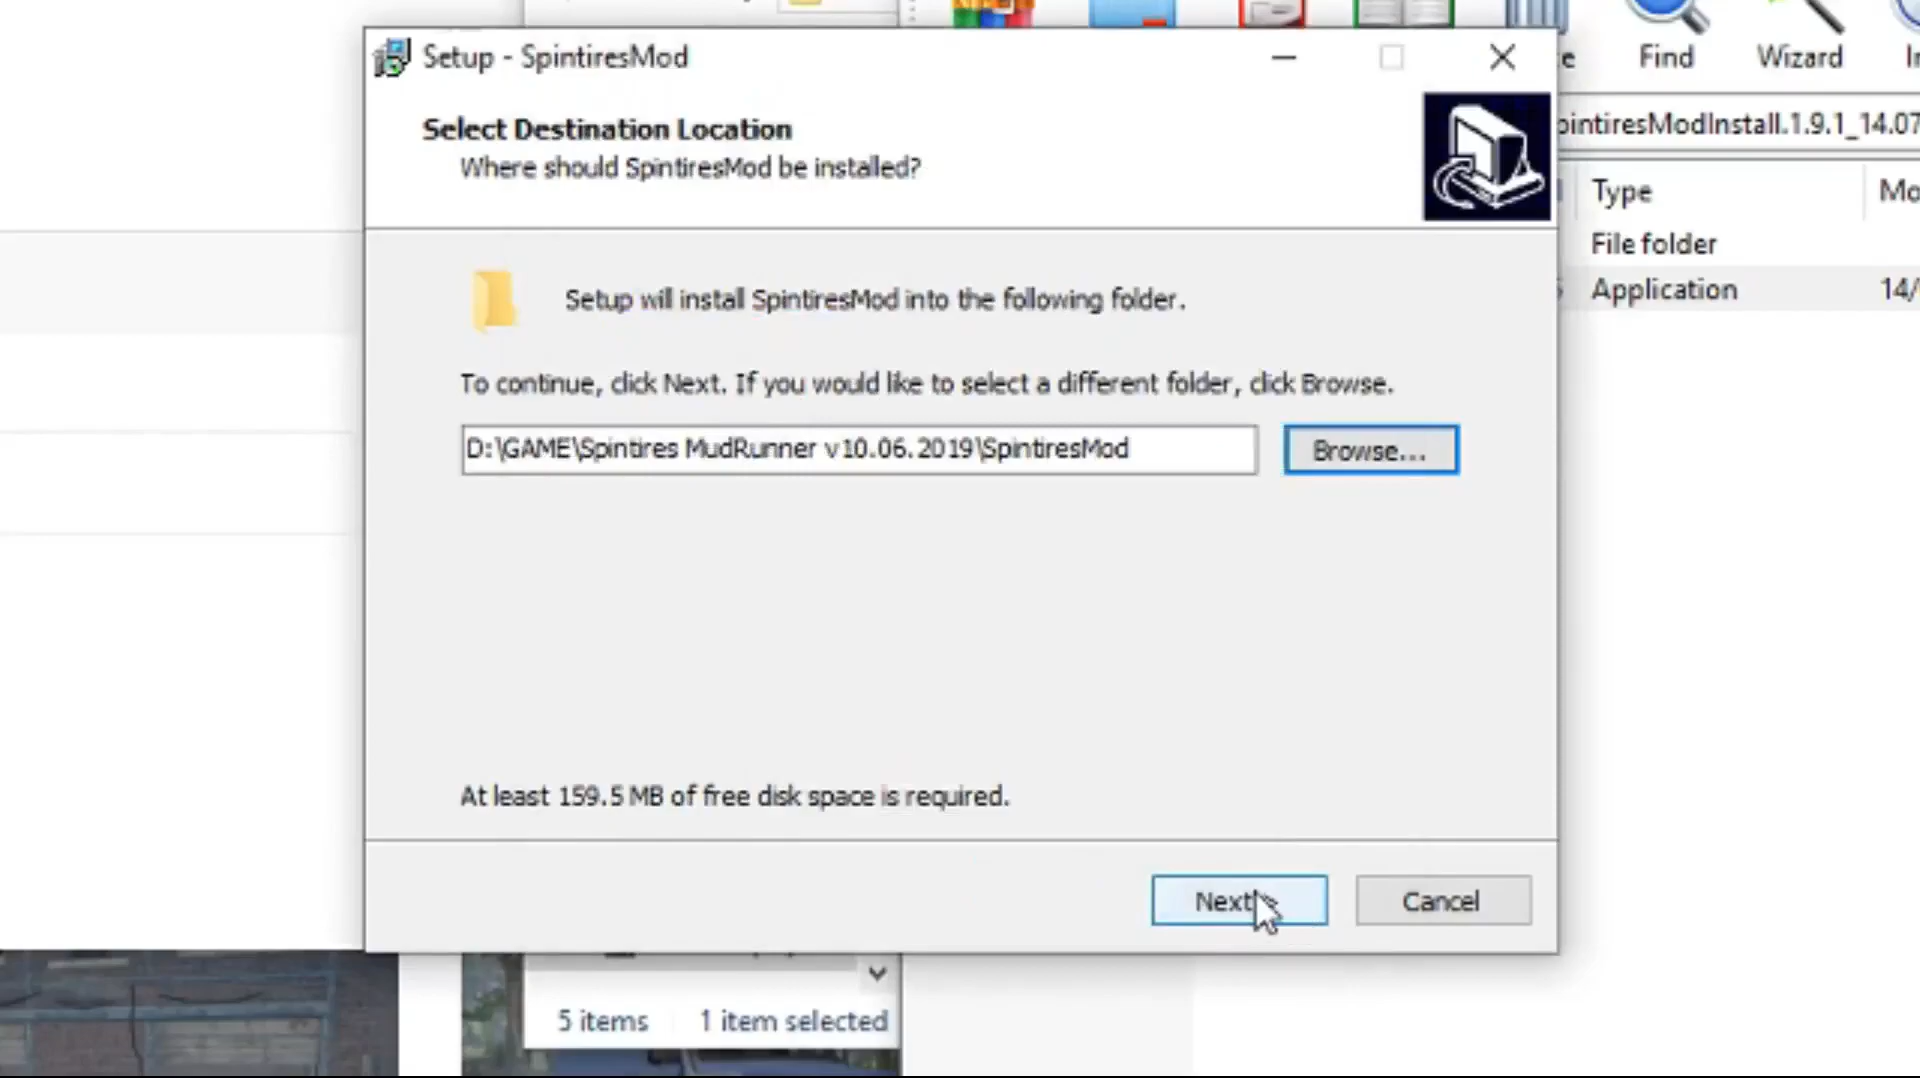 Setup - SpintiresMod
Find
Wizard
Select Destination Location
Where should SpintiresMod be installed?
pintiresModInstall.1.9.1_14.07
Type
File folder
Application
14/
Setup will install SpintiresMod into the following folder.
To continue, click Next. If you would like to select a different folder, click Browse.
D:\GAME\Spintires MudRunner v10.06.2019\SpintiresMod
Browse...
At least 159.5 MB of free disk space is required.
Next
Cancel
5 items
1 item selected